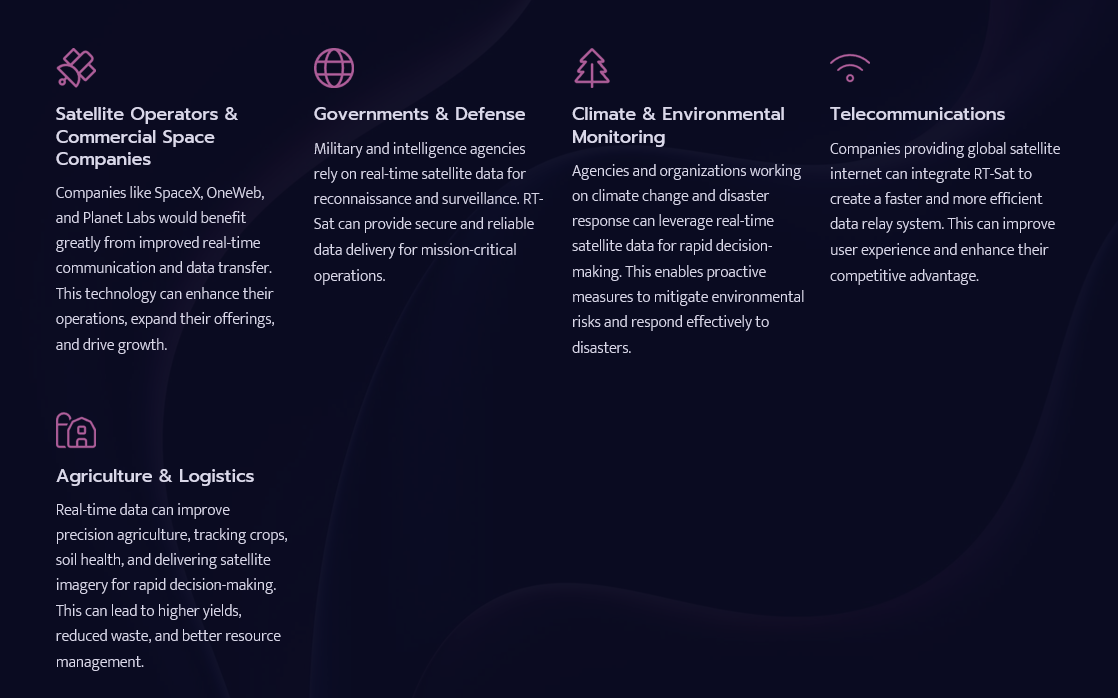 Satellite Operators &
Commercial Space
Companies
Companies like SpaceX, OneWeb,
and Planet Labs would benefit
greatly from improved real-time
communication and data transfer.
This technology can enhance their
operations, expand their offerings,
and drive growth.
Governments & Defense
Military and intelligence agencies
rely on real-time satellite data for
reconnaissance and surveillance. RT-
Sat can provide secure and reliable
data delivery for mission-critical
operations.
Climate & Environmental
Monitoring
Agencies and organizations working
on climate change and disaster
response can leverage real-time
satellite data for rapid decision-
making. This enables proactive
measures to mitigate environmental
risks and respond effectively to
disasters.
Telecommunications
Companies providing global satellite
internet can integrate RT-Sat to
create a faster and more efficient
data relay system. This can improve
user experience and enhance their
competitive advantage.
Agriculture & Logistics
Real-time data can improve
precision agriculture, tracking crops,
soil health, and delivering satellite
imagery for rapid decision-making.
This can lead to higher yields,
reduced waste, and better resource
management.